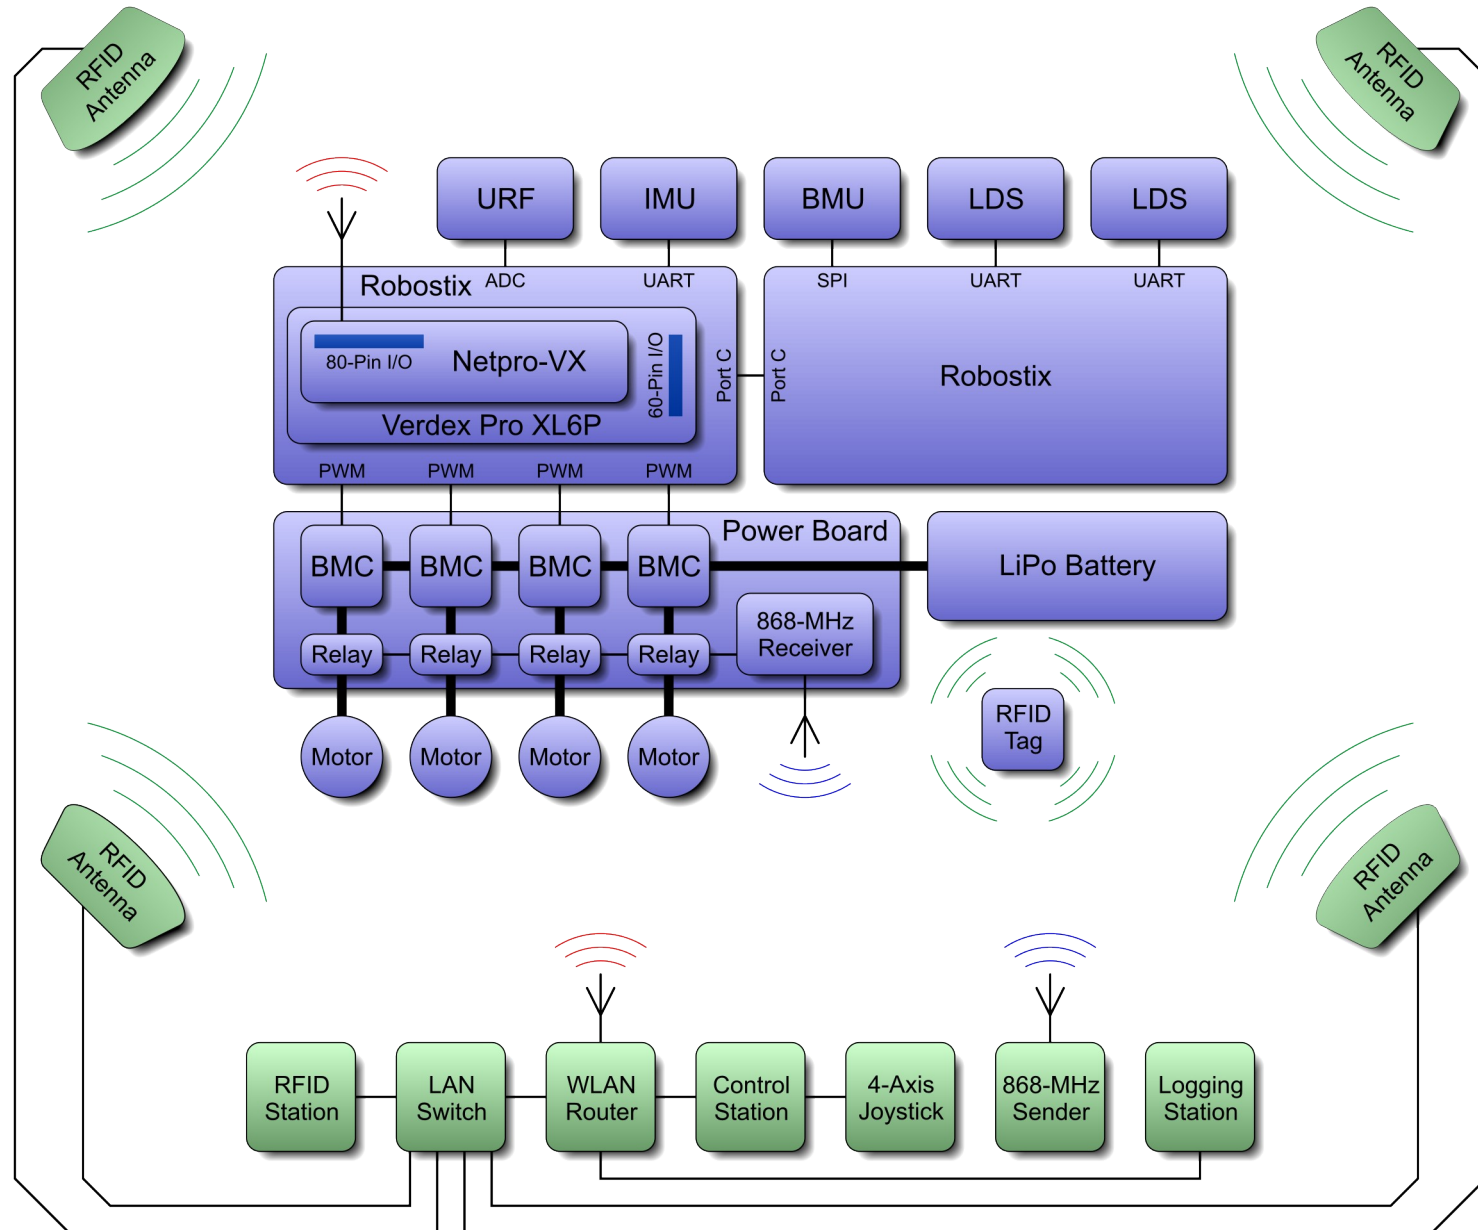 RFID
Antenna
RFID
Antenna
URF
IMU
BMU
LDS
LDS
Robostix
ADC
UART
SPI
UART
UART
80-Pin I/O
Netpro-VX
60-Pin I/O
Verdex Pro XL6P
Port C
Port C
Robostix
PWM
PWM
PWM
PWM
Power Board
BMC
BMC
BMC
BMC
LiPo Battery
868-MHz
Receiver
Relay
Relay
Relay
Relay
RFID
Tag
Motor
Motor
Motor
Motor
RFID
Antenna
RFID
Antenna
RFID
Station
LAN
Switch
WLAN
Router
Control
Station
4-Axis
Joystick
868-MHz
Sender
Logging
Station